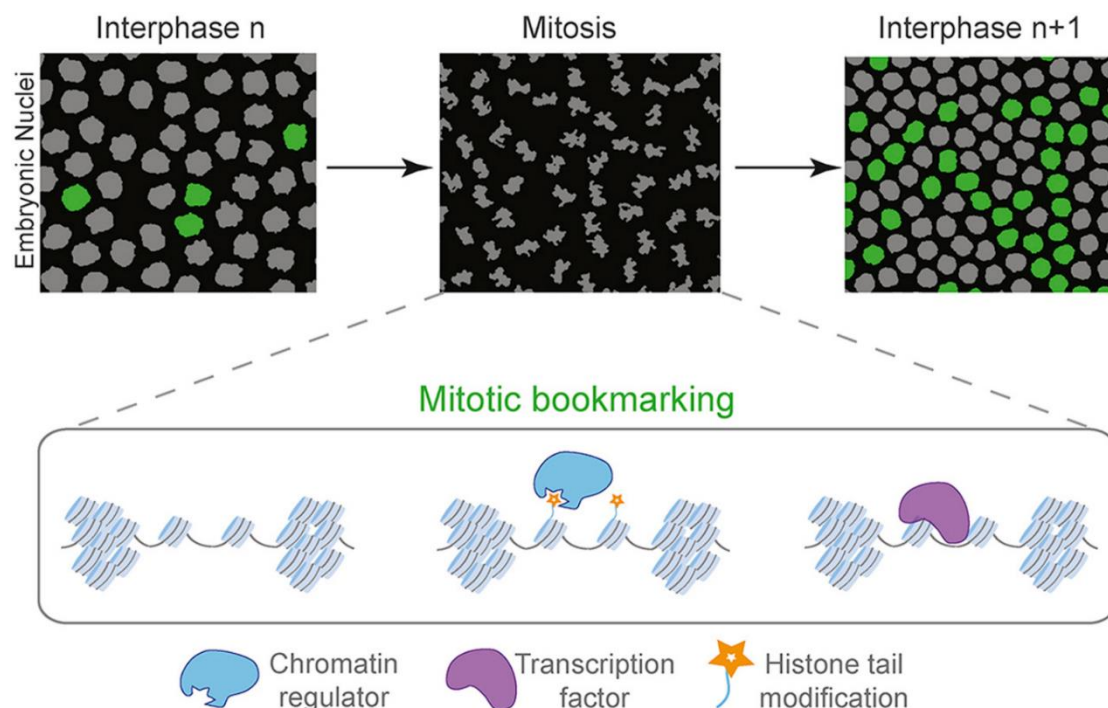 Interphase n
Mitosis
Interphase n+1
Embryonic Nuclei
Mitotic bookmarking
Chromatin
regulator
Transcription
factor
Histone tail
modification